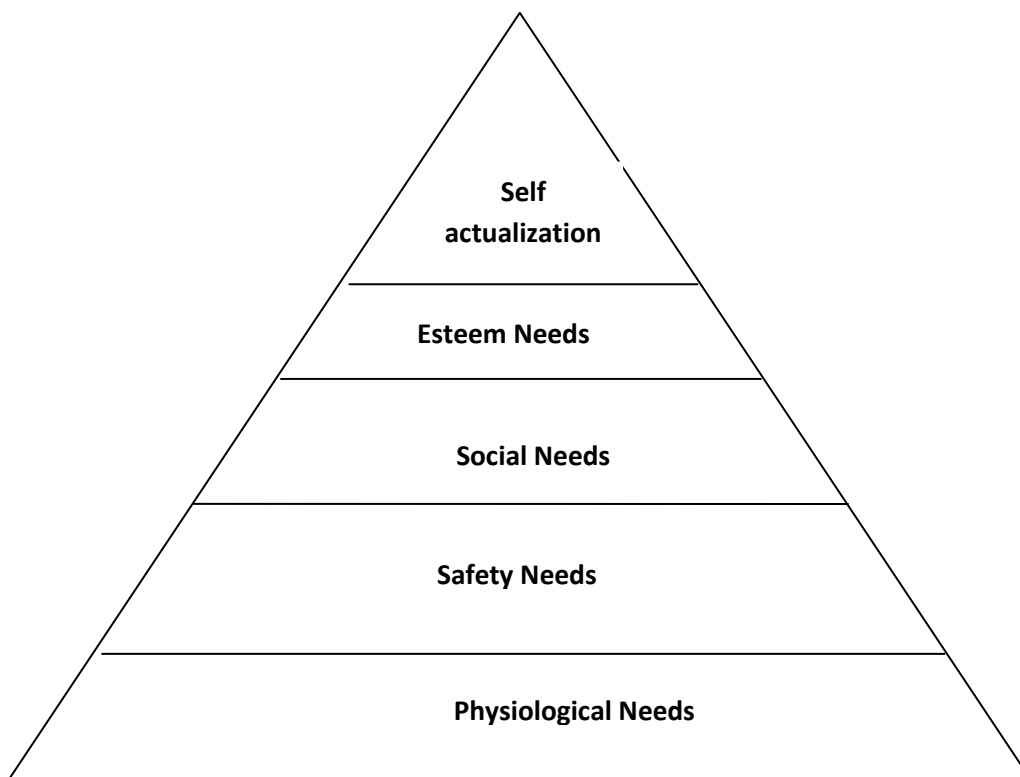 Self
actualization
Esteem Needs
Social Needs
Safety Needs
Physiological Needs